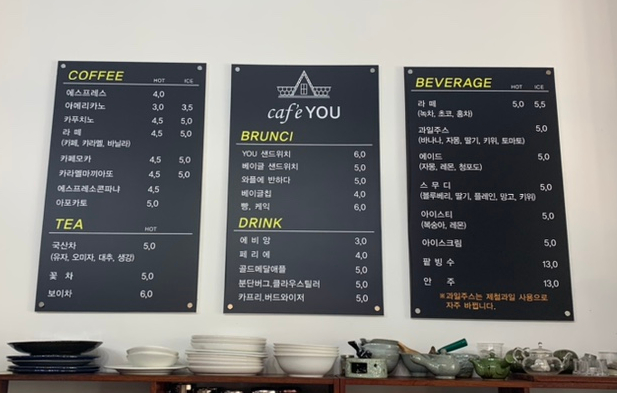 COFFEE HOT ICE
에스프레스 4,0
아메리카노 3,0 3,5
카푸치노 4,5 5,0
라 떼 4,5 5,0
(카페, 카라멜, 바닐라)
카페모카 4,5 5,0
카라멜마끼아또 4,5 5,0
에스프레소콘파냐 4,5
아포카토 5,0
TEA HOT
국산차 5,0
(유자, 오미자, 대추, 생강)
꽃 차 5,0
보이차 6,0
cafe YOU
BRUNCI
YOU 샌드위치 6,0
베이글 샌드위치 5,0
와플에 반하다 5,0
베이글칩 4,0
빵, 케익 6,0
DRINK
에 비 앙 3,0
페 리 에 4,0
골드메달애플 5,0
분단버그,클라우스틸러 5,0
카프리,버드와이저 5,0
BEVERAGE HOT ICE
라 떼 5,0 5,5
(녹차, 초코, 홍차)
과일주스 5,0
(바나나, 자몽, 딸기, 키위, 토마토)
에이드 5,0
(자몽, 레몬, 청포도)
스 무 디 5,0
(블루베리, 딸기, 플레인, 망고, 키위)
아이스티 5,0
(복숭아, 레몬)
아이스크림 5,0
팥 빙 수 13,0
안 주 13,0
※과일주스는 제철과일 사용으로
자주 바뀝니다.